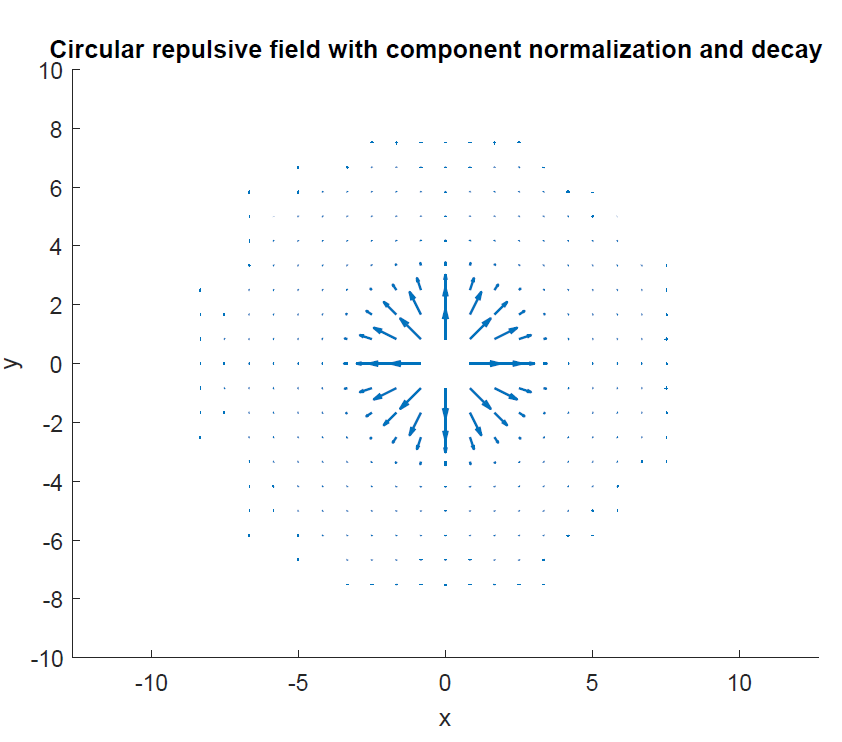 Circular repulsive field with component normalization and decay
10
8
6
4
2
0
-2
-4
-6
-8
-10
y
-10 -5 0 5 10
x